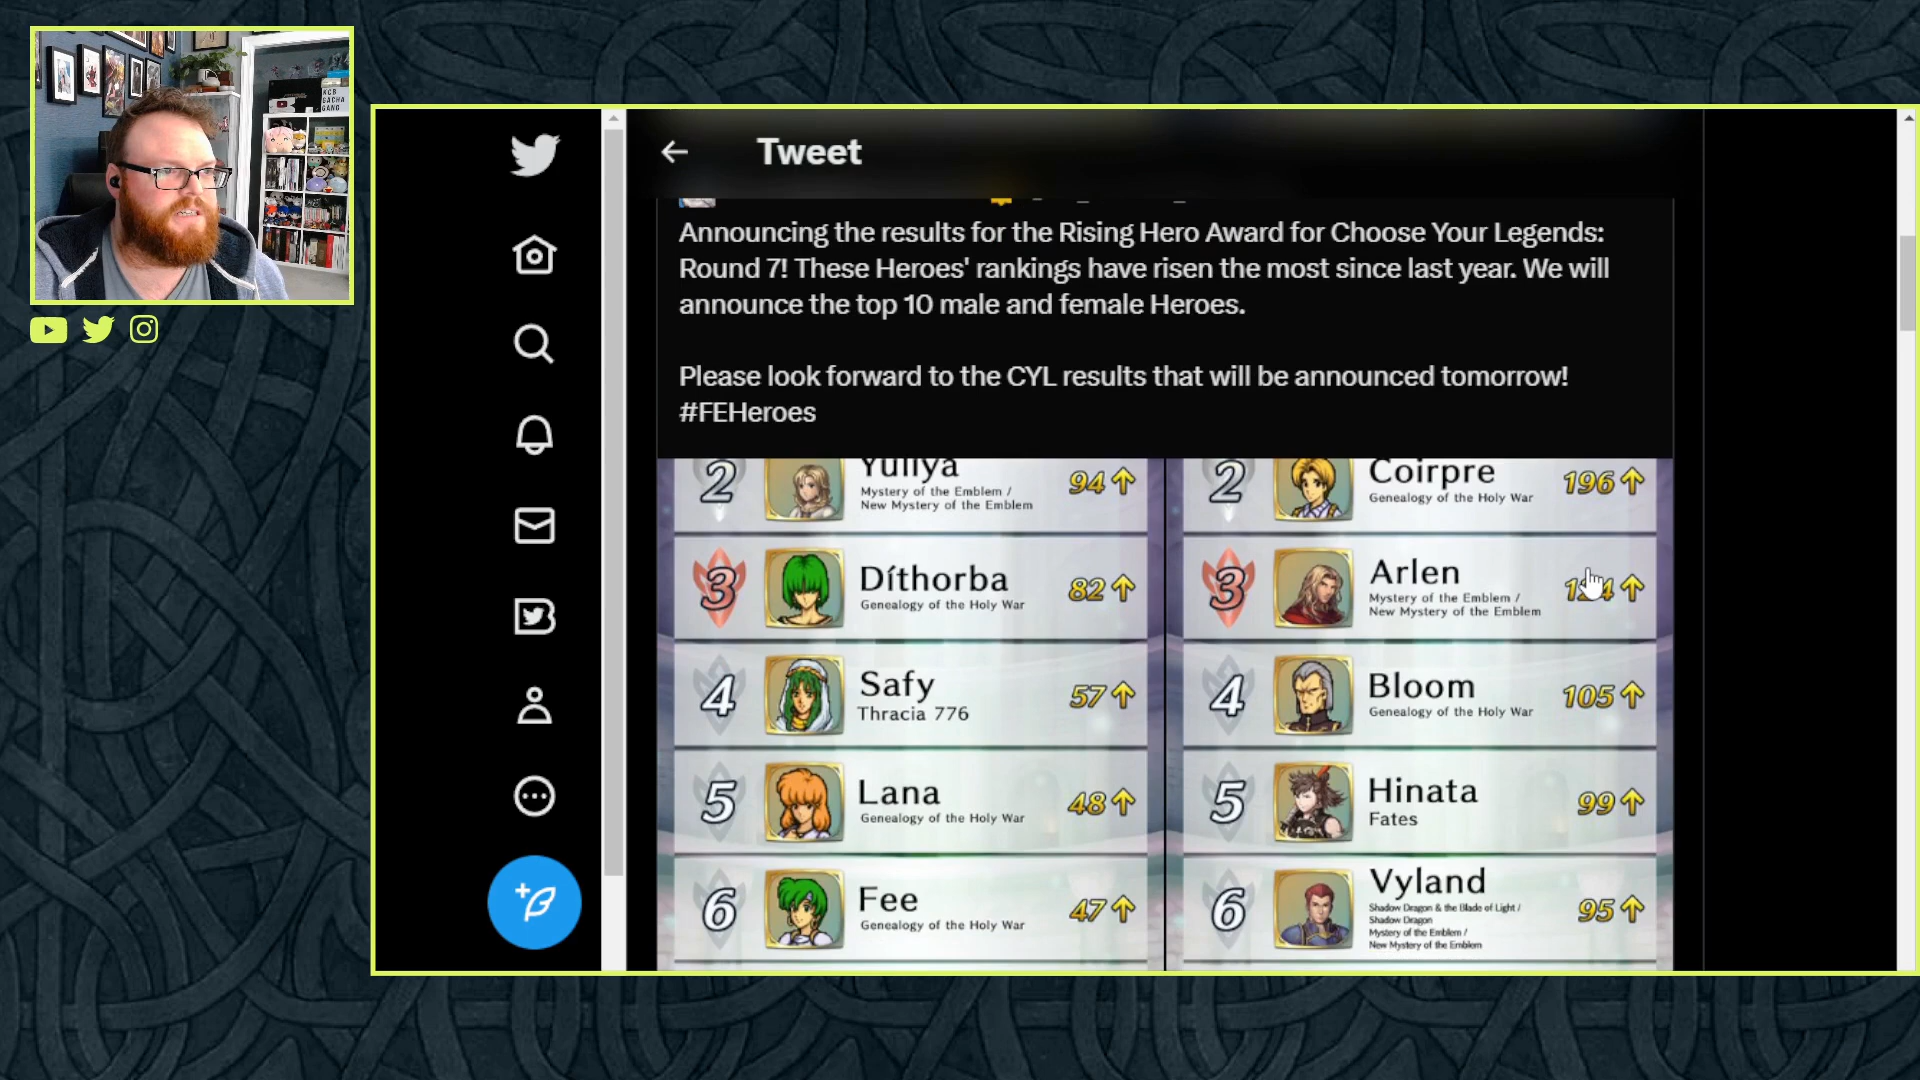 KCB
GACHA
GANG
Tweet
Announcing the results for the Rising Hero Award for Choose Your Legends:
Round 7! These Heroes' rankings have risen the most since last year. We will
announce the top 10 male and female Heroes.
Please look forward to the CYL results that will be announced tomorrow!
#FEHeroes
2
Yuliya
94
Mystery of the Emblem /
New Mystery of the Emblem
3
Díthorba
82
Genealogy of the Holy War
4
Safy
57
Thracia 776
5
Lana
48
Genealogy of the Holy War
6
Fee
47
Genealogy of the Holy War
2
Coirpre
196
Genealogy of the Holy War
3
Arlen
Mystery of the Emblem /
New Mystery of the Emblem
4
Bloom
105
Genealogy of the Holy War
5
Hinata
99
Fates
6
Vyland
95
Shadow Dragon & the Blade of Light /
Shadow Dragon
Mystery of the Emblem /
New Mystery of the Emblem